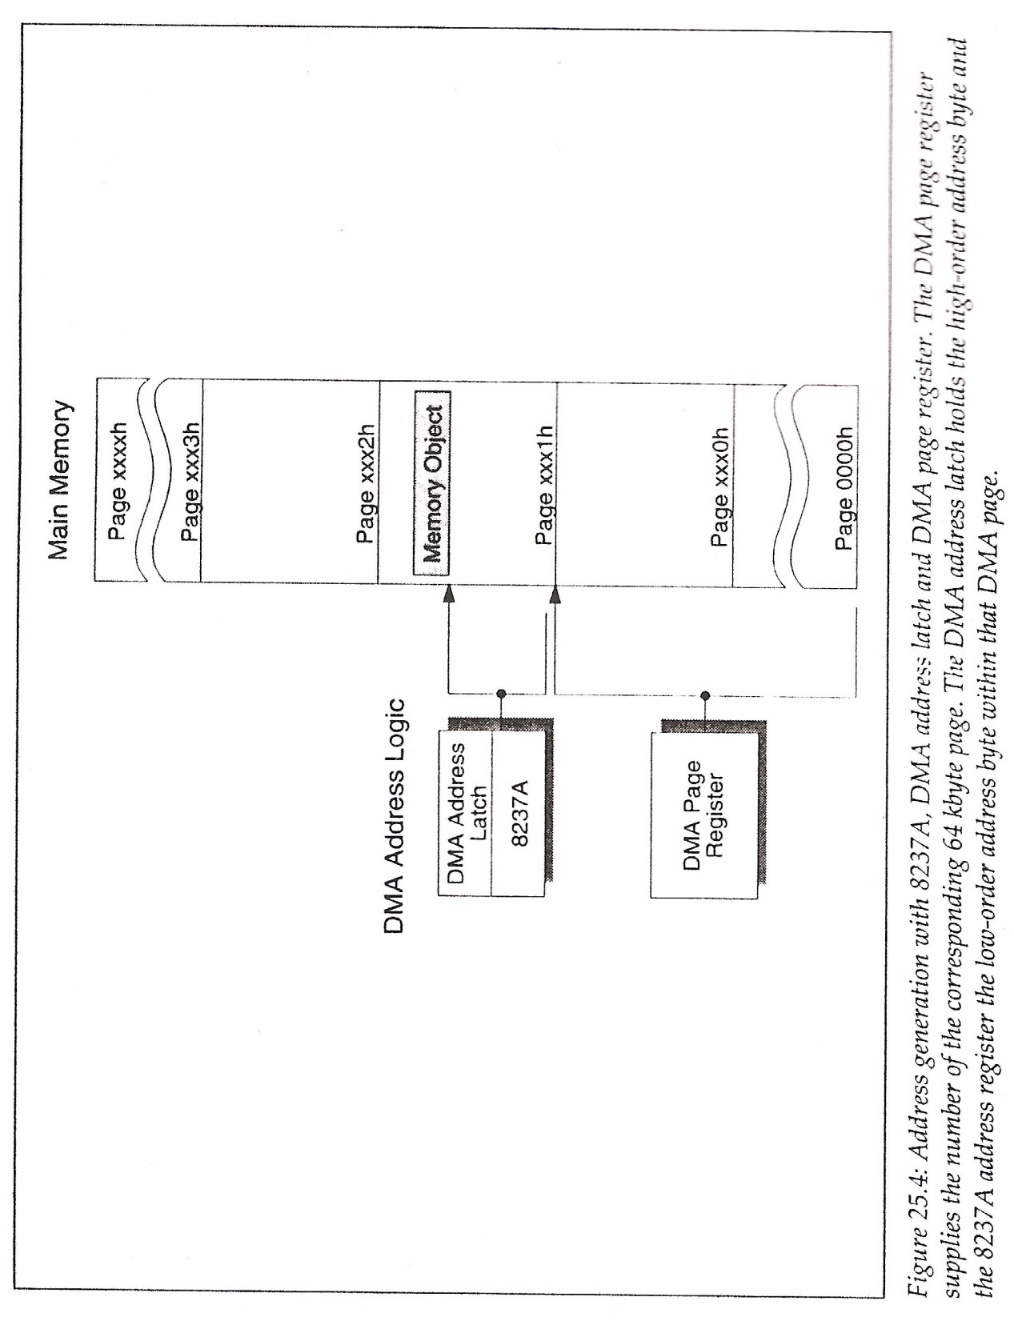 Main Memory
Page xxxxh
Page xxx3h
Page xxx2h
Memory Object
Page xxx1h
Page xxx0h
Page 0000h
DMA Address Logic
DMA Address
Latch
8237A
DMA Page
Register
Figure 25.4: Address generation with 8237A, DMA address latch and DMA page register. The DMA page register
supplies the number of the corresponding 64 kbyte page. The DMA address latch holds the high-order address byte and
the 8237A address register the low-order address byte within that DMA page.